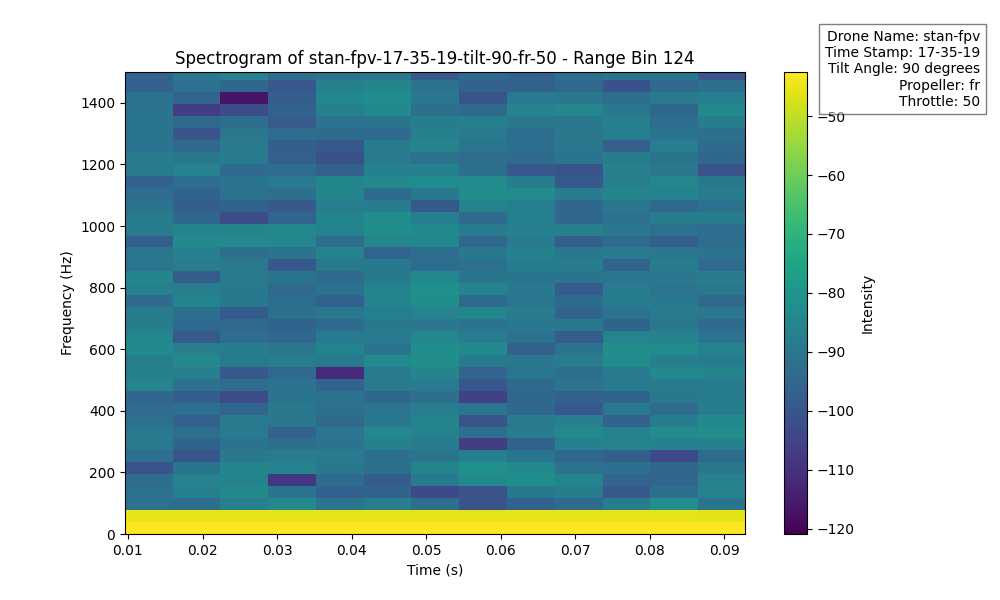 Drone Name: stan-fpv
Time Stamp: 17-35-19
Tilt Angle: 90 degrees
Propeller: fr
Throttle: 50
Spectrogram of stan-fpv-17-35-19-tilt-90-fr-50 - Range Bin 124
Frequency (Hz)
1400
1200
1000
800
600
400
200
0
0.01 0.02 0.03 0.04 0.05 0.06 0.07 0.08 0.09
Time (s)
−50
−60
−70
−80
−90
−100
−110
−120
Intensity